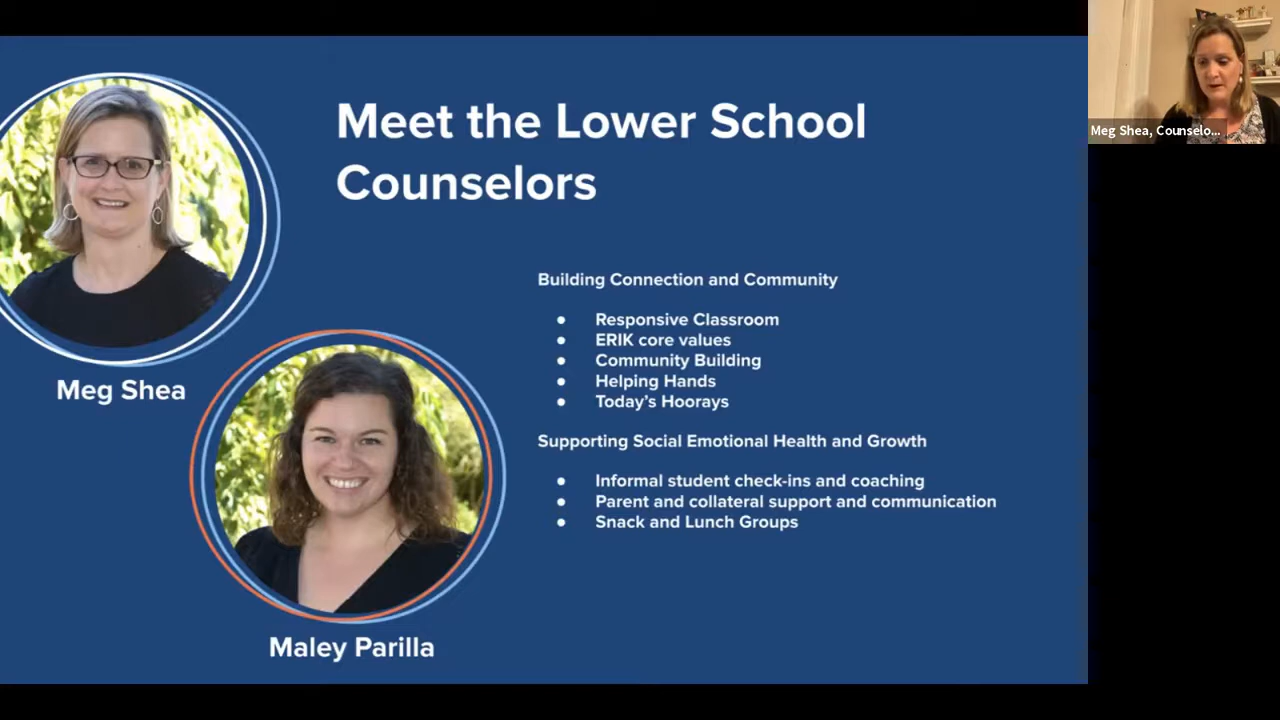 Meet the Lower School
Counselors
Meg Shea, Counselo...
Building Connection and Community
● Responsive Classroom
● ERIK core values
● Community Building
● Helping Hands
● Today's Hoorays
Meg Shea
Supporting Social Emotional Health and Growth
● Informal student check-ins and coaching
● Parent and collateral support and communication
● Snack and Lunch Groups
Maley Parilla